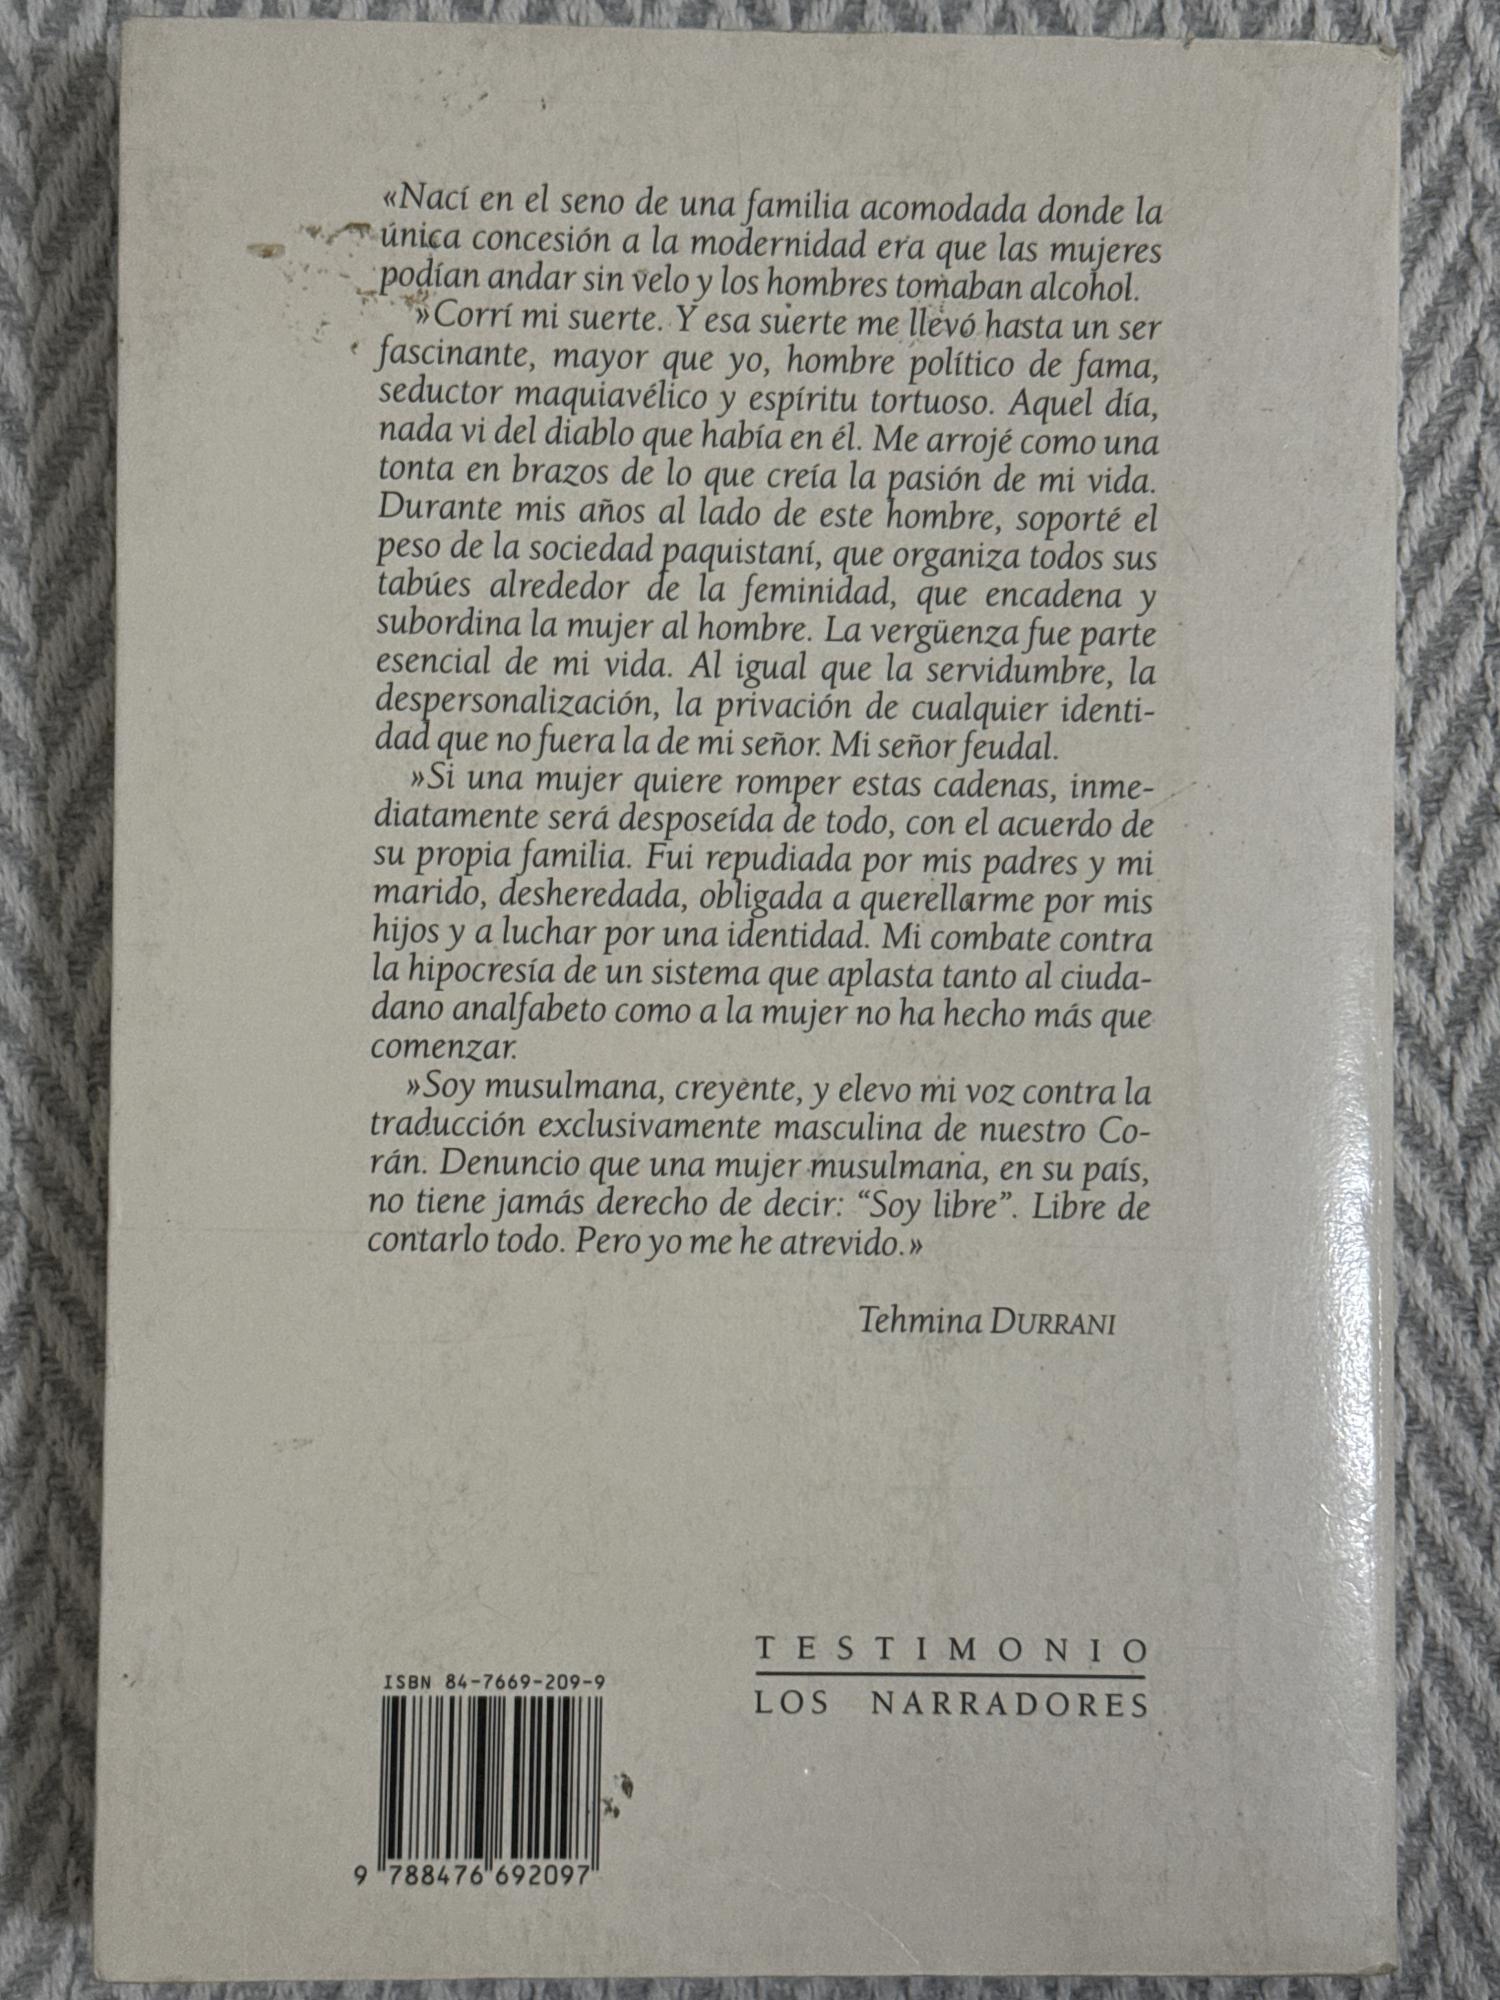 «Nací en el seno de una familia acomodada donde la
única concesión a la modernidad era que las mujeres
podían andar sin velo y los hombres tomaban alcohol.
»Corrí mi suerte. Y esa suerte me llevó hasta un ser
fascinante, mayor que yo, hombre político de fama,
seductor maquiavélico y espíritu tortuoso. Aquel día,
nada vi del diablo que había en él. Me arrojé como una
tonta en brazos de lo que creía la pasión de mi vida.
Durante mis años al lado de este hombre, soporté el
peso de la sociedad paquistaní, que organiza todos sus
tabúes alrededor de la feminidad, que encadena y
subordina la mujer al hombre. La vergüenza fue parte
esencial de mi vida. Al igual que la servidumbre, la
despersonalización, la privación de cualquier identi-
dad que no fuera la de mi señor. Mi señor feudal.
»Si una mujer quiere romper estas cadenas, inme-
diatamente será desposeída de todo, con el acuerdo de
su propia familia. Fui repudiada por mis padres y mi
marido, desheredada, obligada a querellarme por mis
hijos y a luchar por una identidad. Mi combate contra
la hipocresía de un sistema que aplasta tanto al ciuda-
dano analfabeto como a la mujer no ha hecho más que
comenzar.
»Soy musulmana, creyente, y elevo mi voz contra la
traducción exclusivamente masculina de nuestro Co-
rán. Denuncio que una mujer musulmana, en su país,
no tiene jamás derecho de decir: “Soy libre”. Libre de
contarlo todo. Pero yo me he atrevido.»
Tehmina DURRANI
TESTIMONIO
LOS NARRADORES
ISBN 84-7669-209-9
9 788476 692097